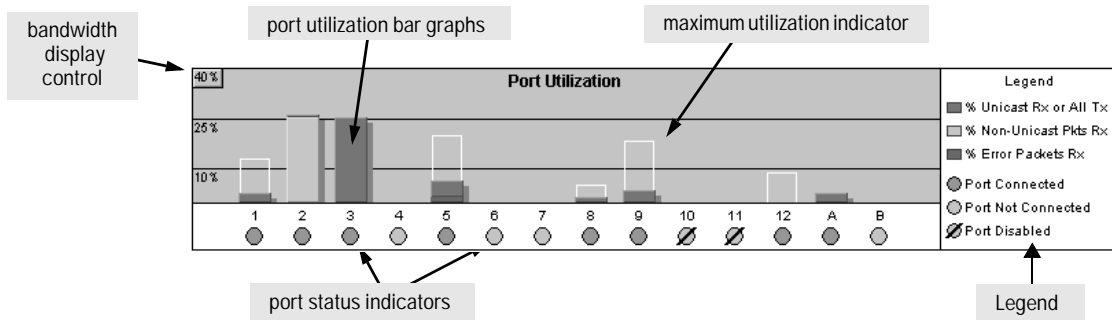 bandwidth
display
control
port utilization bar graphs
maximum utilization indicator
40 %
Port Utilization
25 %
10 %
1 2 3 4 5 6 7 8 9 10 11 12 A B
Legend
% Unicast Rx or All Tx
% Non-Unicast Pkts Rx
% Error Packets Rx
Port Connected
Port Not Connected
Port Disabled
port status indicators
Legend